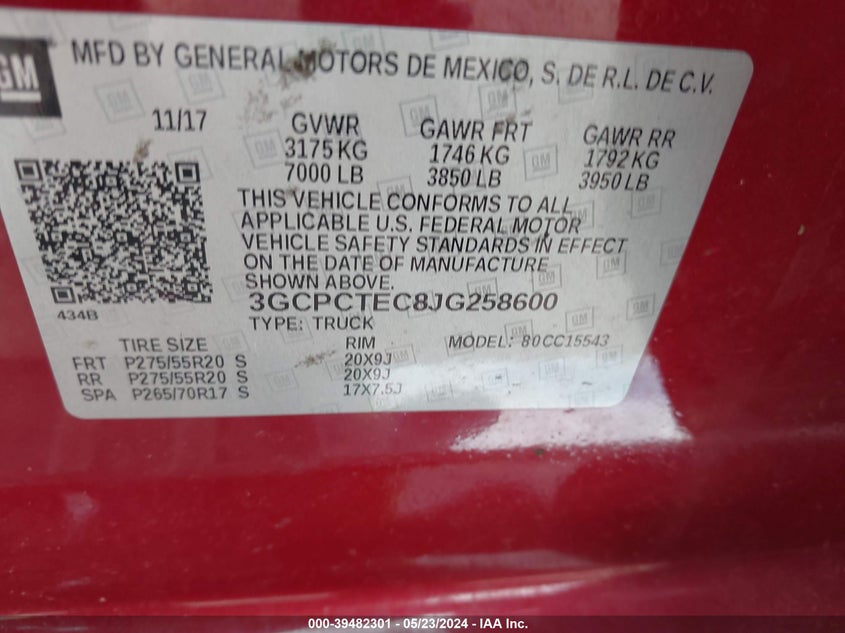 GM
MFD BY GENERAL MOTORS DE MEXICO, S. DE R.L. DE C.V.
11/17 GVWR GAWR FRT GAWR RR
3175 KG 1746 KG 1792 KG
7000 LB 3850 LB 3950 LB
THIS VEHICLE CONFORMS TO ALL
APPLICABLE U.S. FEDERAL MOTOR
VEHICLE SAFETY STANDARDS IN EFFECT
ON THE DATE OF MANUFACTURE
SHOWN ABOVE.
3GCPCTEC8JG258600
434B
TYPE: TRUCK
TIRE SIZE RIM MODEL: 80CC15543
FRT P275/55R20 S 20X9J
RR P275/55R20 S 20X9J
SPA P265/70R17 S 17X7.5J
000-39482301 - 05/23/2024 - IAA Inc.